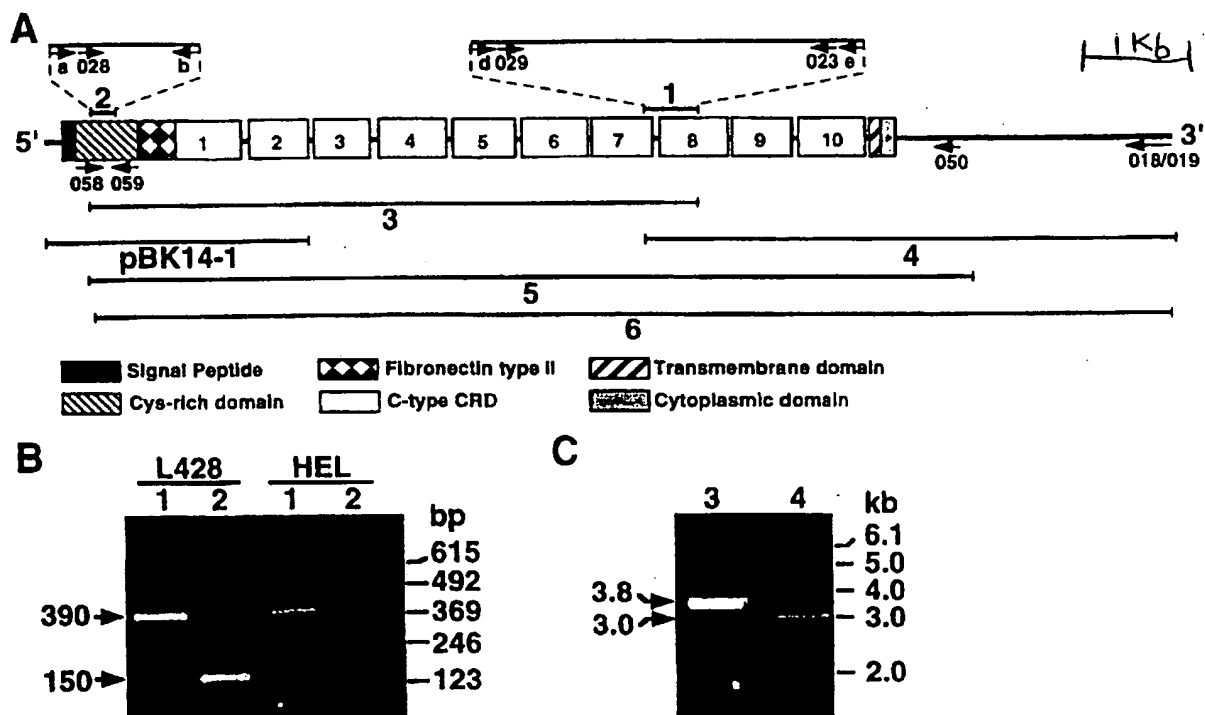 A
1 Kb
a 028 b
d 029 023 e
2
1
5' 1 2 3 4 5 6 7 8 9 10 3'
058 059
050
018/019
3
pBK14-1
4
5
6
Signal Peptide
Fibronectin type II
Transmembrane domain
Cys-rich domain
C-type CRD
Cytoplasmic domain
B
L428 HEL
1 2 1 2
bp
615
492
390 369
246
150 123
C
3 4 kb
6.1
5.0
3.8 4.0
3.0 3.0
2.0